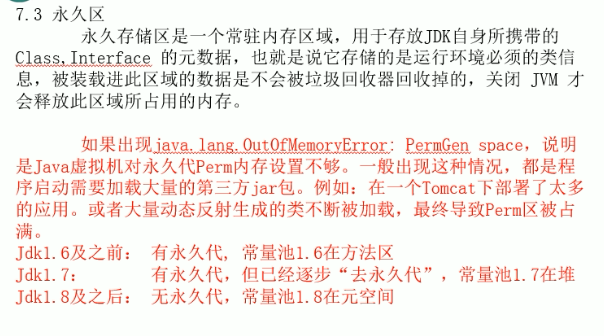 7.3 永久区
永久存储区是一个常驻内存区域，用于存放JDK自身所携带的
Class,Interface 的元数据，也就是说它存储的是运行环境必须的类信
息，被装载进此区域的数据是不会被垃圾回收器回收掉的，关闭 JVM 才
会释放此区域所占用的内存。
如果出现java.lang.OutOfMemoryError: PermGen space，说明
是Java虚拟机对永久代Perm内存设置不够。一般出现这种情况，都是程
序启动需要加载大量的第三方jar包。例如：在一个Tomcat下部署了太多
的应用。或者大量动态反射生成的类不断被加载，最终导致Perm区被占
满。
Jdk1.6及之前： 有永久代, 常量池1.6在方法区
Jdk1.7： 有永久代，但已经逐步“去永久代”，常量池1.7在堆
Jdk1.8及之后： 无永久代，常量池1.8在元空间